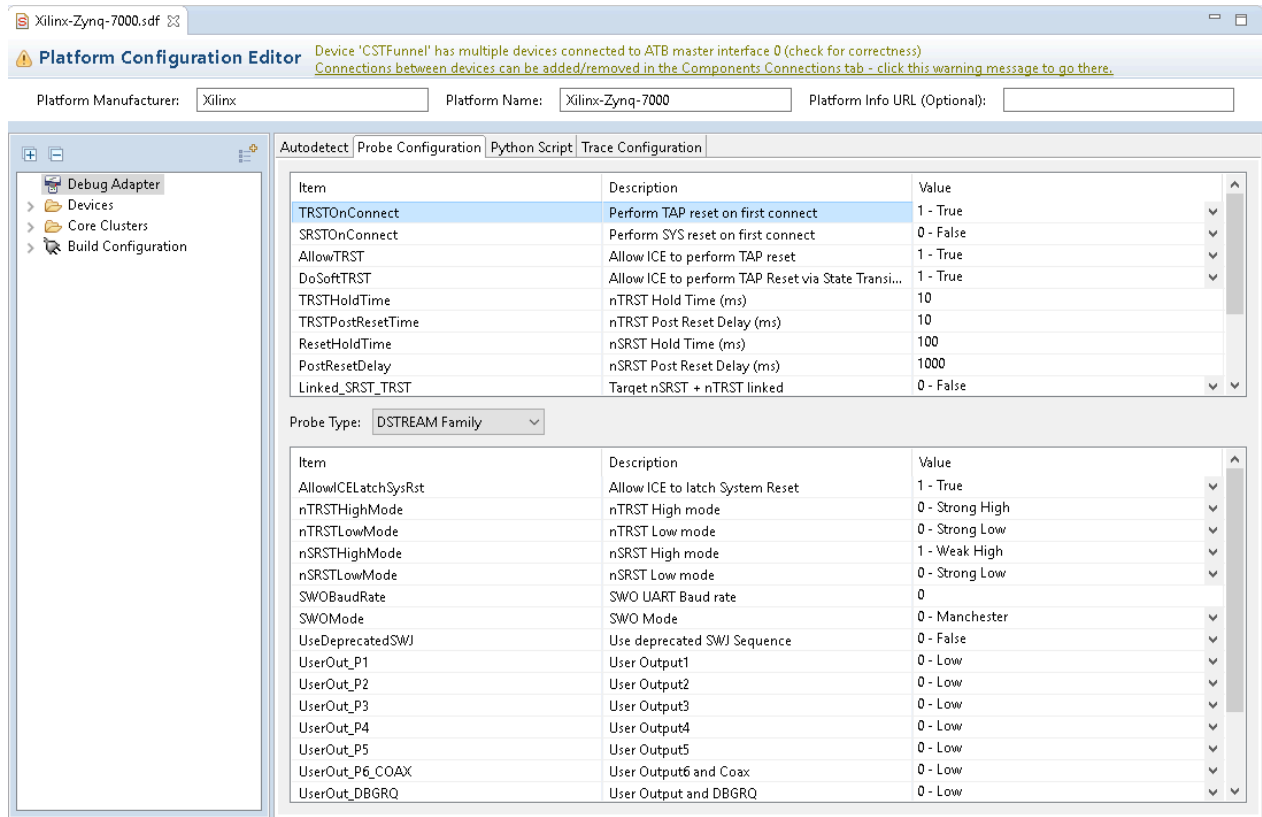 Xilinx-Zynq-7000.sdf
Platform Configuration Editor
Device 'CSTFunnel' has multiple devices connected to ATB master interface 0 (check for correctness)
Connections between devices can be added/removed in the Components Connections tab - click this warning message to go there.
Platform Manufacturer: Xilinx Platform Name: Xilinx-Zynq-7000 Platform Info URL (Optional):
Debug Adapter
Devices
Core Clusters
Build Configuration
Autodetect Probe Configuration Python Script Trace Configuration
Item Description Value
TRSTOnConnect Perform TAP reset on first connect 1 - True
SRSTOnConnect Perform SYS reset on first connect 0 - False
AllowTRST Allow ICE to perform TAP reset 1 - True
DoSoftTRST Allow ICE to perform TAP Reset via State Transi... 1 - True
TRSTHoldTime nTRST Hold Time (ms) 10
TRSTPostResetTime nTRST Post Reset Delay (ms) 10
ResetHoldTime nSRST Hold Time (ms) 100
PostResetDelay nSRST Post Reset Delay (ms) 1000
Linked_SRST_TRST Target nSRST + nTRST linked 0 - False
Probe Type: DSTREAM Family
Item Description Value
AllowICELatchSysRst Allow ICE to latch System Reset 1 - True
nTRSTHighMode nTRST High mode 0 - Strong High
nTRSTLowMode nTRST Low mode 0 - Strong Low
nSRSTHighMode nSRST High mode 1 - Weak High
nSRSTLowMode nSRST Low mode 0 - Strong Low
SWOBaudRate SWO UART Baud rate 0
SWOMode SWO Mode 0 - Manchester
UseDeprecatedSWJ Use deprecated SWJ Sequence 0 - False
UserOut_P1 User Output1 0 - Low
UserOut_P2 User Output2 0 - Low
UserOut_P3 User Output3 0 - Low
UserOut_P4 User Output4 0 - Low
UserOut_P5 User Output5 0 - Low
UserOut_P6_COAX User Output6 and Coax 0 - Low
UserOut_DBGRQ User Output and DBGRQ 0 - Low